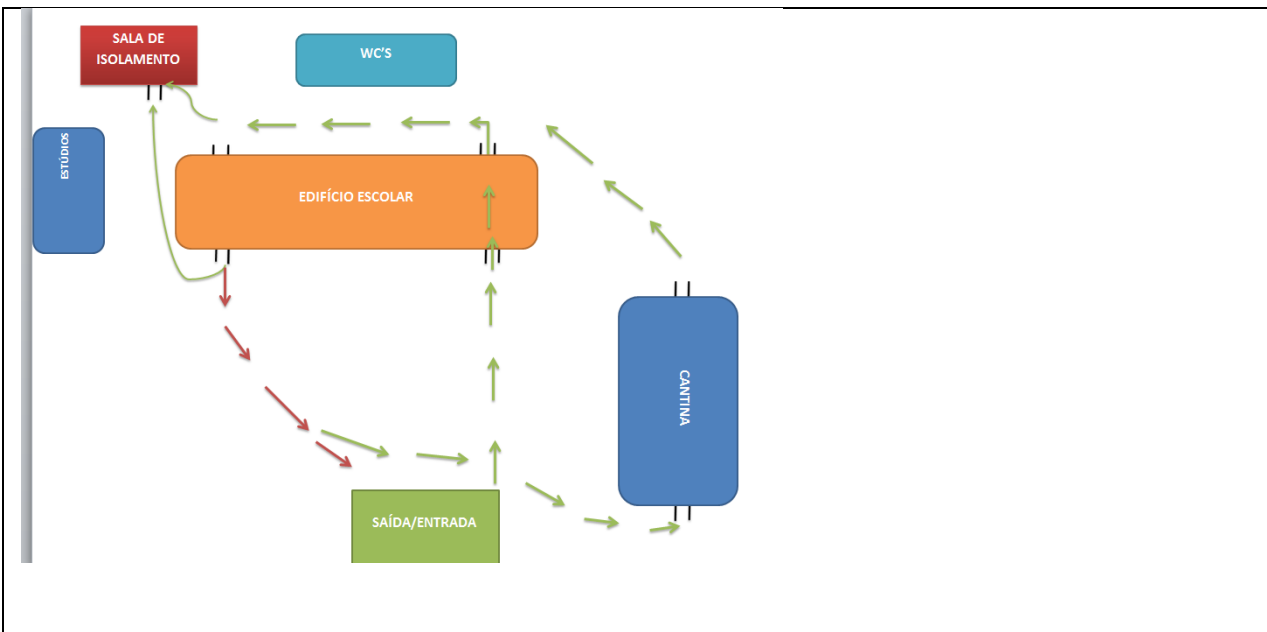 SALA DE
ISOLAMENTO
WC'S
ESTÚDIOS
EDIFÍCIO ESCOLAR
CANTINA
SAÍDA/ENTRADA